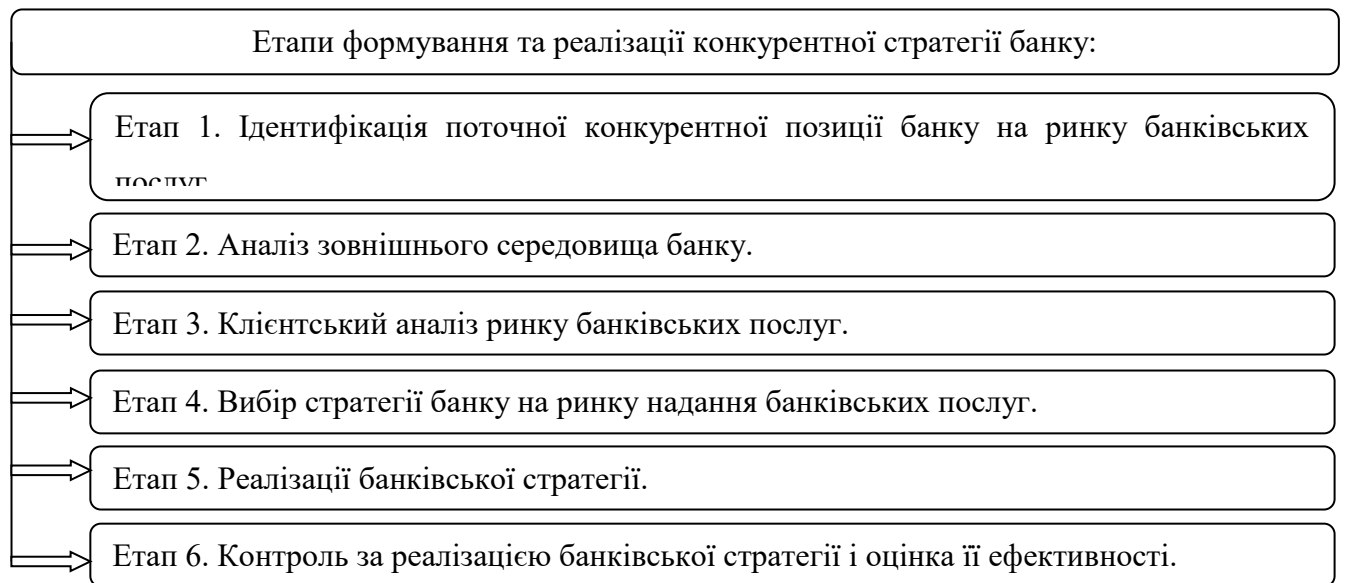 Етапи формування та реалізації конкурентної стратегії банку:
Етап 1. Ідентифікація поточної конкурентної позиції банку на ринку банківських
послуг
Етап 2. Аналіз зовнішнього середовища банку.
Етап 3. Клієнтський аналіз ринку банківських послуг.
Етап 4. Вибір стратегії банку на ринку надання банківських послуг.
Етап 5. Реалізації банківської стратегії.
Етап 6. Контроль за реалізацією банківської стратегії і оцінка її ефективності.